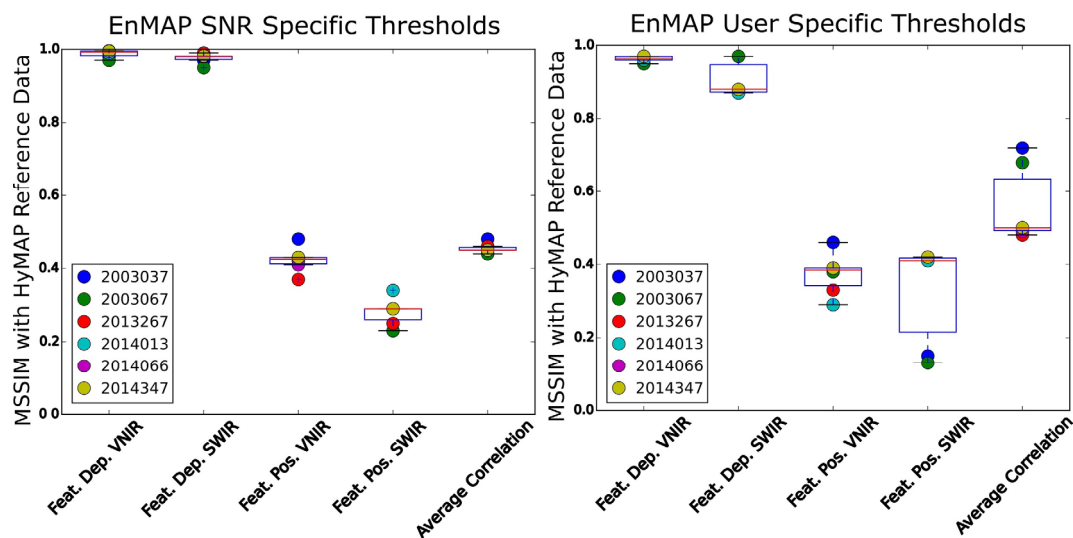 EnMAP SNR Specific Thresholds
MSSIM with HyMAP Reference Data
1.0
0.8
0.6
0.4
0.2
0 0
2003037
2003067
2013267
2014013
2014066
2014347
Feat. Dep. VNIR
Feat. Dep. SWIR
Feat. Pos. VNIR
Feat. Pos. SWIR
Average Correlation
EnMAP User Specific Thresholds
MSSIM with HyMAP Reference Data
1.0
0.8
0.6
0.4
0.2
0.0
2003037
2003067
2013267
2014013
2014066
2014347
Feat. Dep. VNIR
Feat. Dep. SWIR
Feat. Pos. VNIR
Feat. Pos. SWIR
Average Correlation